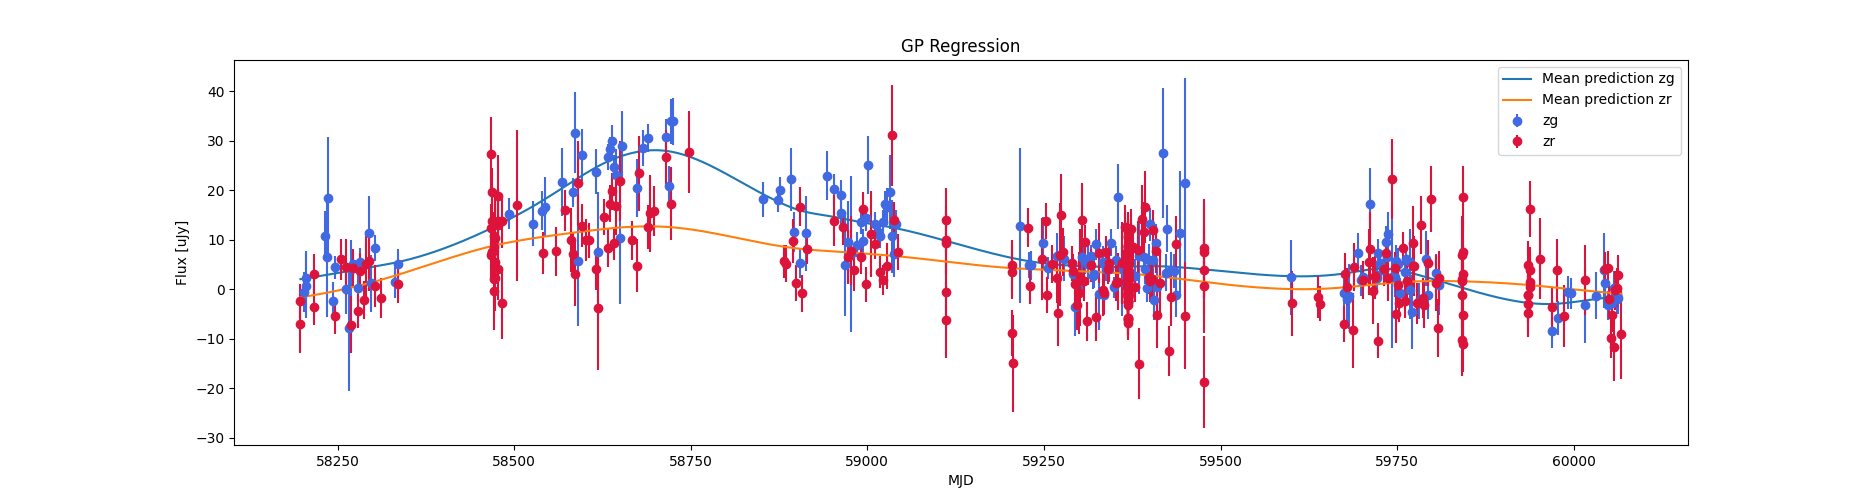 GP Regression
Flux [uJy]
40
30
20
10
0
−10
−20
−30
Mean prediction zg
Mean prediction zr
zg
zr
58250 58500 58750 59000 59250 59500 59750 60000
MJD